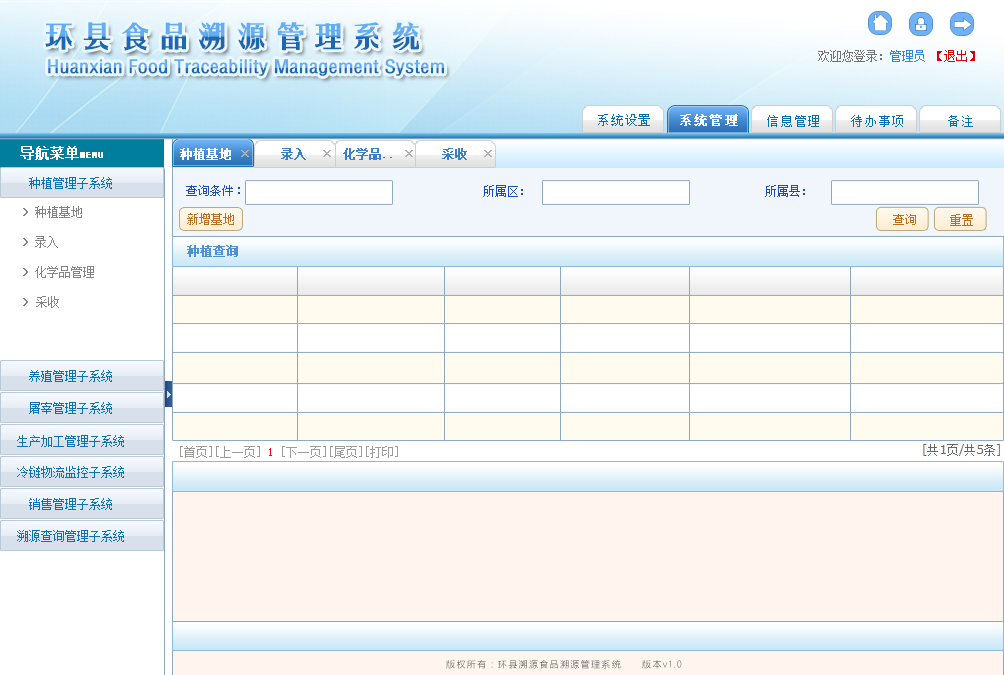 环县食品溯源管理系统
Huanxian Food Traceability Management System
欢迎您登录：管理员 【退出】
系统设置 系统管理 信息管理 待办事项 备注
导航菜单MENU
种植基地 × 录入 × 化学品.. × 采收 ×
种植管理子系统
查询条件： 所属区： 所属县：
> 种植基地
新增基地 查询 重置
> 录入
种植查询
> 化学品管理
> 采收
养殖管理子系统
屠宰管理子系统
生产加工管理子系统
[首页][上一页] 1 [下一页][尾页][打印] [共1页/共5条]
冷链物流监控子系统
销售管理子系统
溯源查询管理子系统
版权所有：环县溯源食品溯源管理系统 版本v1.0